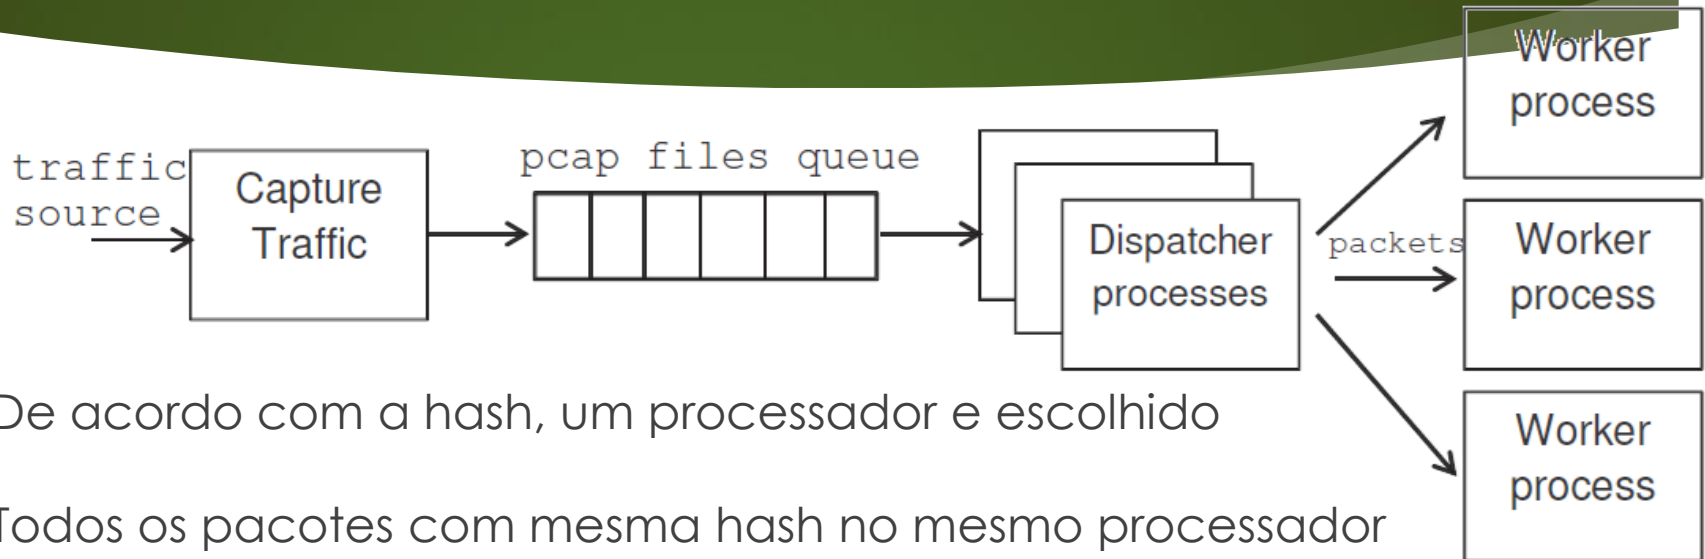 traffic
source
Capture
Traffic
pcap files queue
Dispatcher
processes
packets
Worker
process
Worker
process
Worker
process
De acordo com a hash, um processador e escolhido
Todos os pacotes com mesma hash no mesmo processador